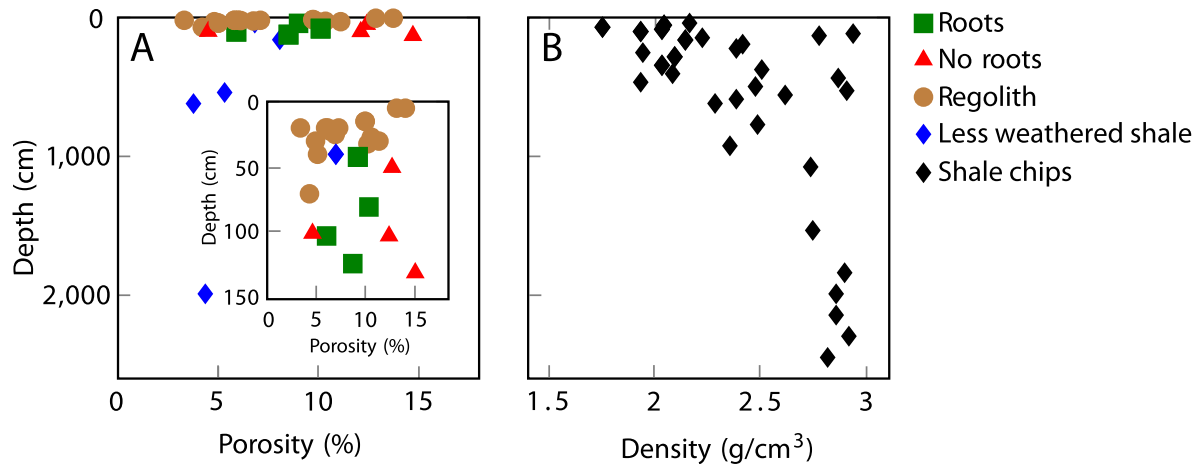 0
1,000
2,000
Depth (cm)
A
0
50
100
150
Depth (cm)
0
5
10
15
Porosity (%)
0
5
10
15
Porosity (%)
B
1.5
2
2.5
3
Density (g/cm³)
Roots
No roots
Regolith
Less weathered shale
Shale chips